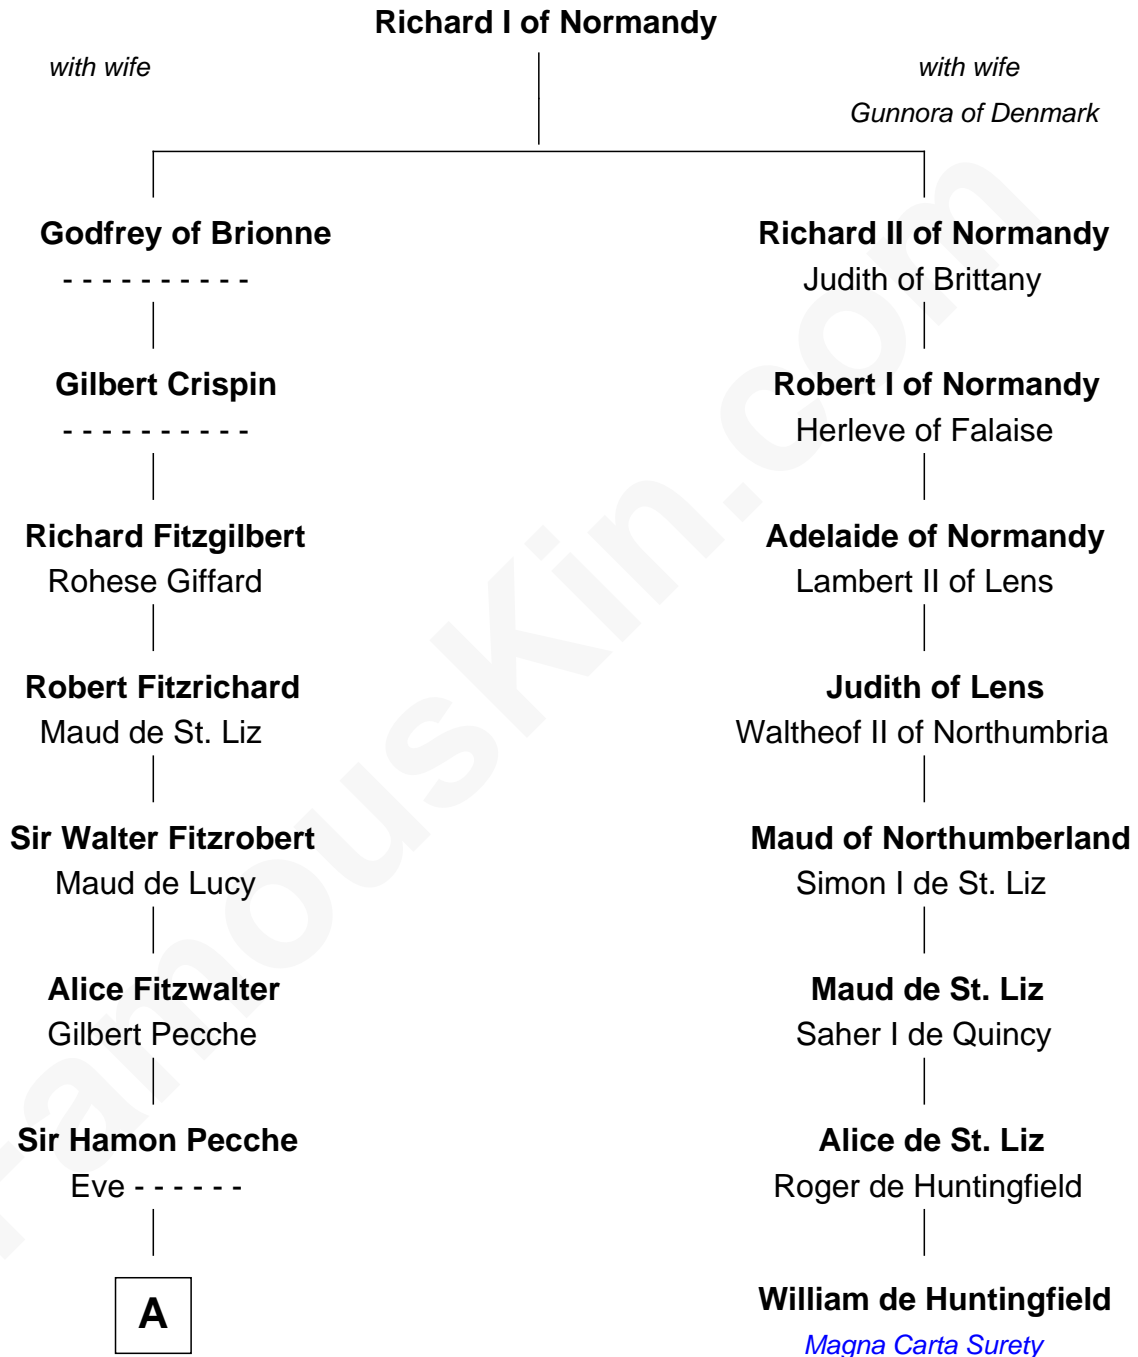 Richard I of Normandy
with wife
with wife
Gunnora of Denmark
Godfrey of Brionne
- - - - - - - - - -
Gilbert Crispin
- - - - - - - - - -
Richard Fitzgilbert
Rohese Giffard
Robert Fitzrichard
Maud de St. Liz
Sir Walter Fitzrobert
Maud de Lucy
Alice Fitzwalter
Gilbert Pecche
Sir Hamon Pecche
Eve - - - - - -
A
Richard II of Normandy
Judith of Brittany
Robert I of Normandy
Herleve of Falaise
Adelaide of Normandy
Lambert II of Lens
Judith of Lens
Waltheof II of Northumbria
Maud of Northumberland
Simon I de St. Liz
Maud de St. Liz
Saher I de Quincy
Alice de St. Liz
Roger de Huntingfield
William de Huntingfield
Magna Carta Surety
FamousKin.com